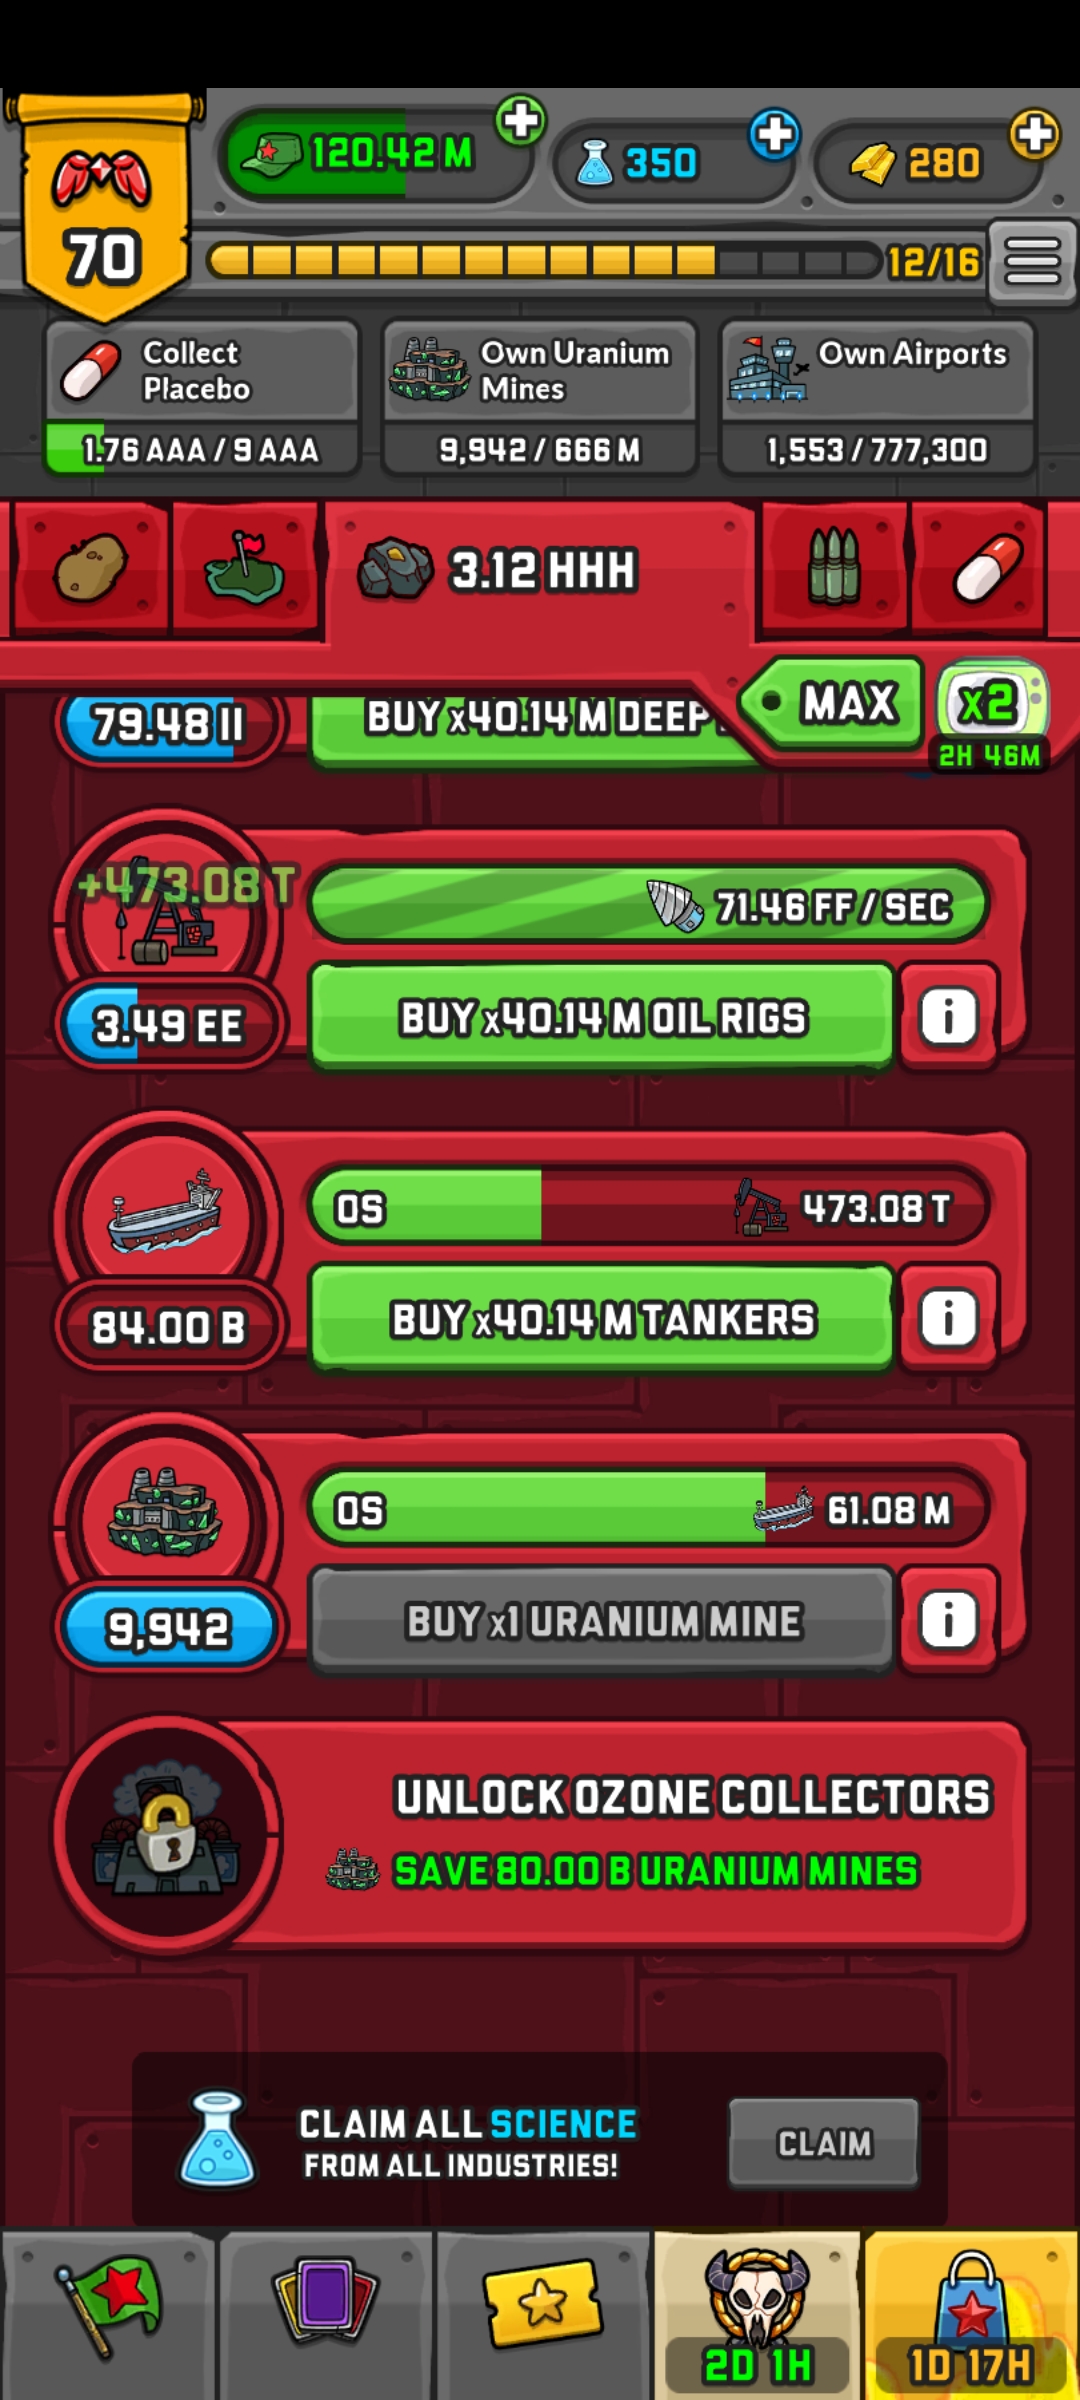 70
120.42 M
350
280
12/16
Collect
Placebo
1.76 AAA / 9 AAA
Own Uranium
Mines
9,942 / 666 M
Own Airports
1,553 / 777,300
3.12 HHH
MAX
x2
2H 46M
79.48 II
BUY x40.14 M DEEP
+473.08 T
71.46 FF / SEC
3.49 EE
BUY x40.14 M OIL RIGS
i
0S
473.08 T
84.00 B
BUY x40.14 M TANKERS
i
0S
61.08 M
9,942
BUY x1 URANIUM MINE
i
UNLOCK OZONE COLLECTORS
SAVE 80.00 B URANIUM MINES
CLAIM ALL SCIENCE
FROM ALL INDUSTRIES!
CLAIM
2D 1H
1D 17H